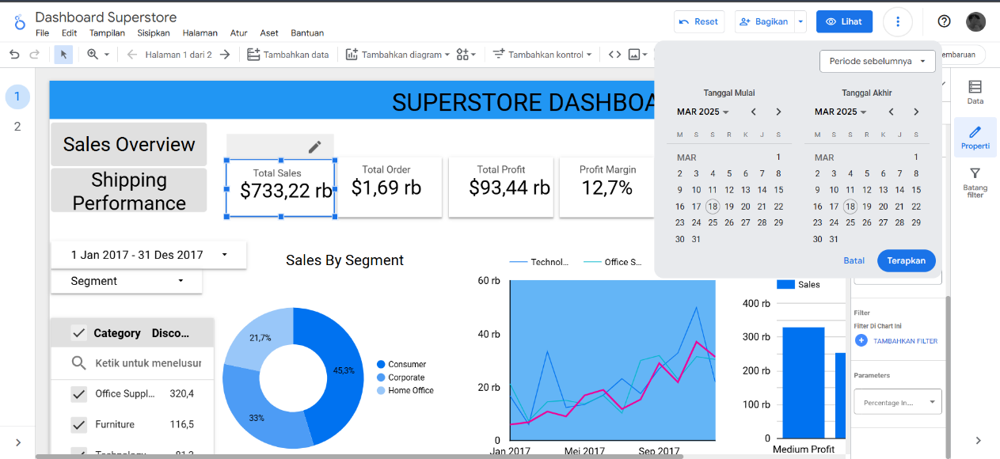 Dashboard Superstore
File Edit Tampilan Sisipkan Halaman Atur Aset Bantuan
Reset
Bagikan
Lihat
Halaman 1 dari 2
Tambahkan data
Tambahkan diagram
Tambahkan kontrol
embaruan
1
2
SUPERSTORE DASHBOA
Sales Overview
Shipping
Performance
Total Sales
$733,22 rb
Total Order
$1,69 rb
Total Profit
$93,44 rb
Profit Margin
12,7%
1 Jan 2017 - 31 Des 2017
Segment
Category Disco...
Ketik untuk menelusur
Office Suppl... 320,4
Furniture 116,5
Technology 81,2
Sales By Segment
21,7%
45,3%
33%
Consumer
Corporate
Home Office
Technol... Office S...
60 rb
40 rb
20 rb
0
Jan 2017 Mei 2017 Sep 2017
Periode sebelumnya
Tanggal Mulai
MAR 2025
M S S R K J S
MAR 1
2 3 4 5 6 7 8
9 10 11 12 13 14 15
16 17 18 19 20 21 22
23 24 25 26 27 28 29
30 31
Tanggal Akhir
MAR 2025
M S S R K J S
MAR 1
2 3 4 5 6 7 8
9 10 11 12 13 14 15
16 17 18 19 20 21 22
23 24 25 26 27 28 29
30 31
Batal
Terapkan
Sales
400 rb
300 rb
200 rb
100 rb
0
Medium Profit
Filter
Filter Di Chart Ini
TAMBAHKAN FILTER
Parameters
Percentage In...
Data
Properti
Batang
filter